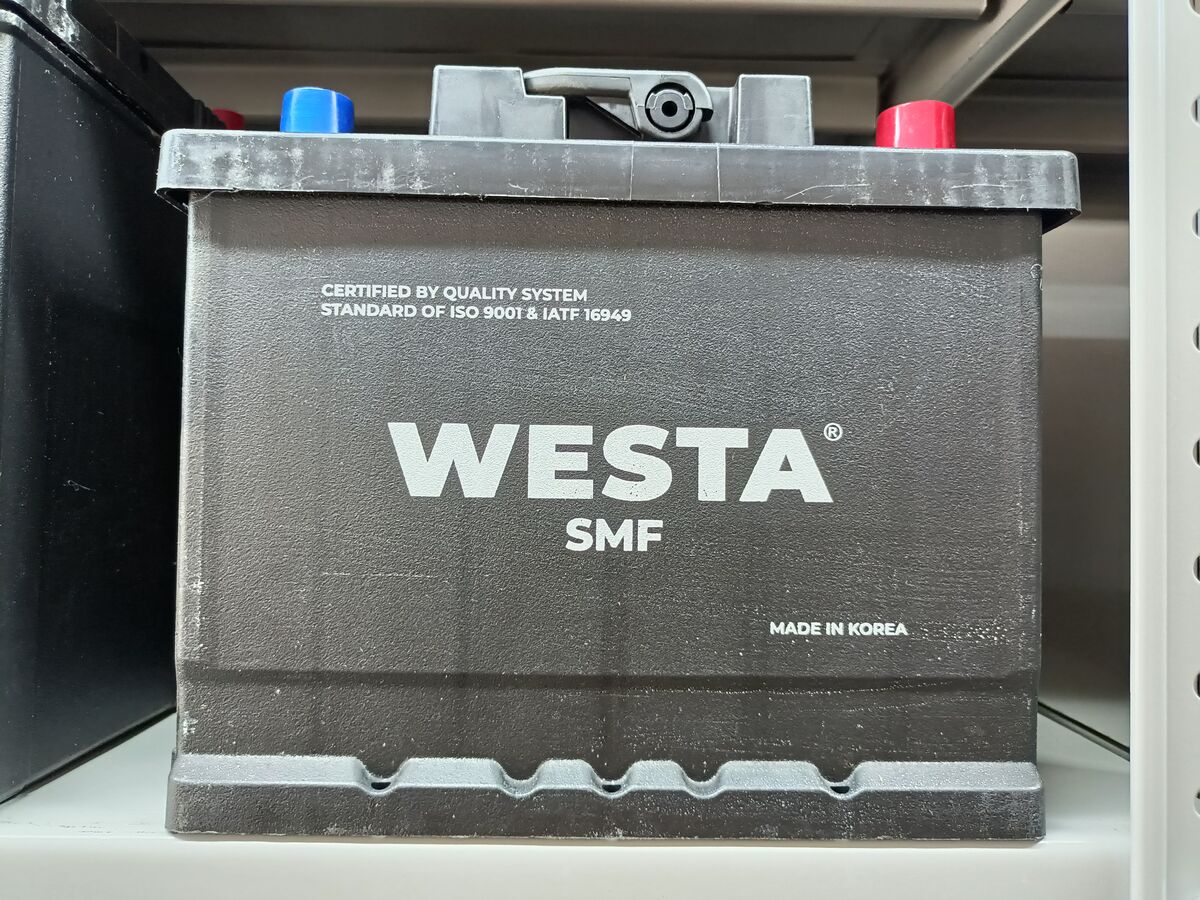 CERTIFIED BY QUALITY SYSTEM
STANDARD OF ISO 9001 & IATF 16949
WESTA®
SMF
MADE IN KOREA